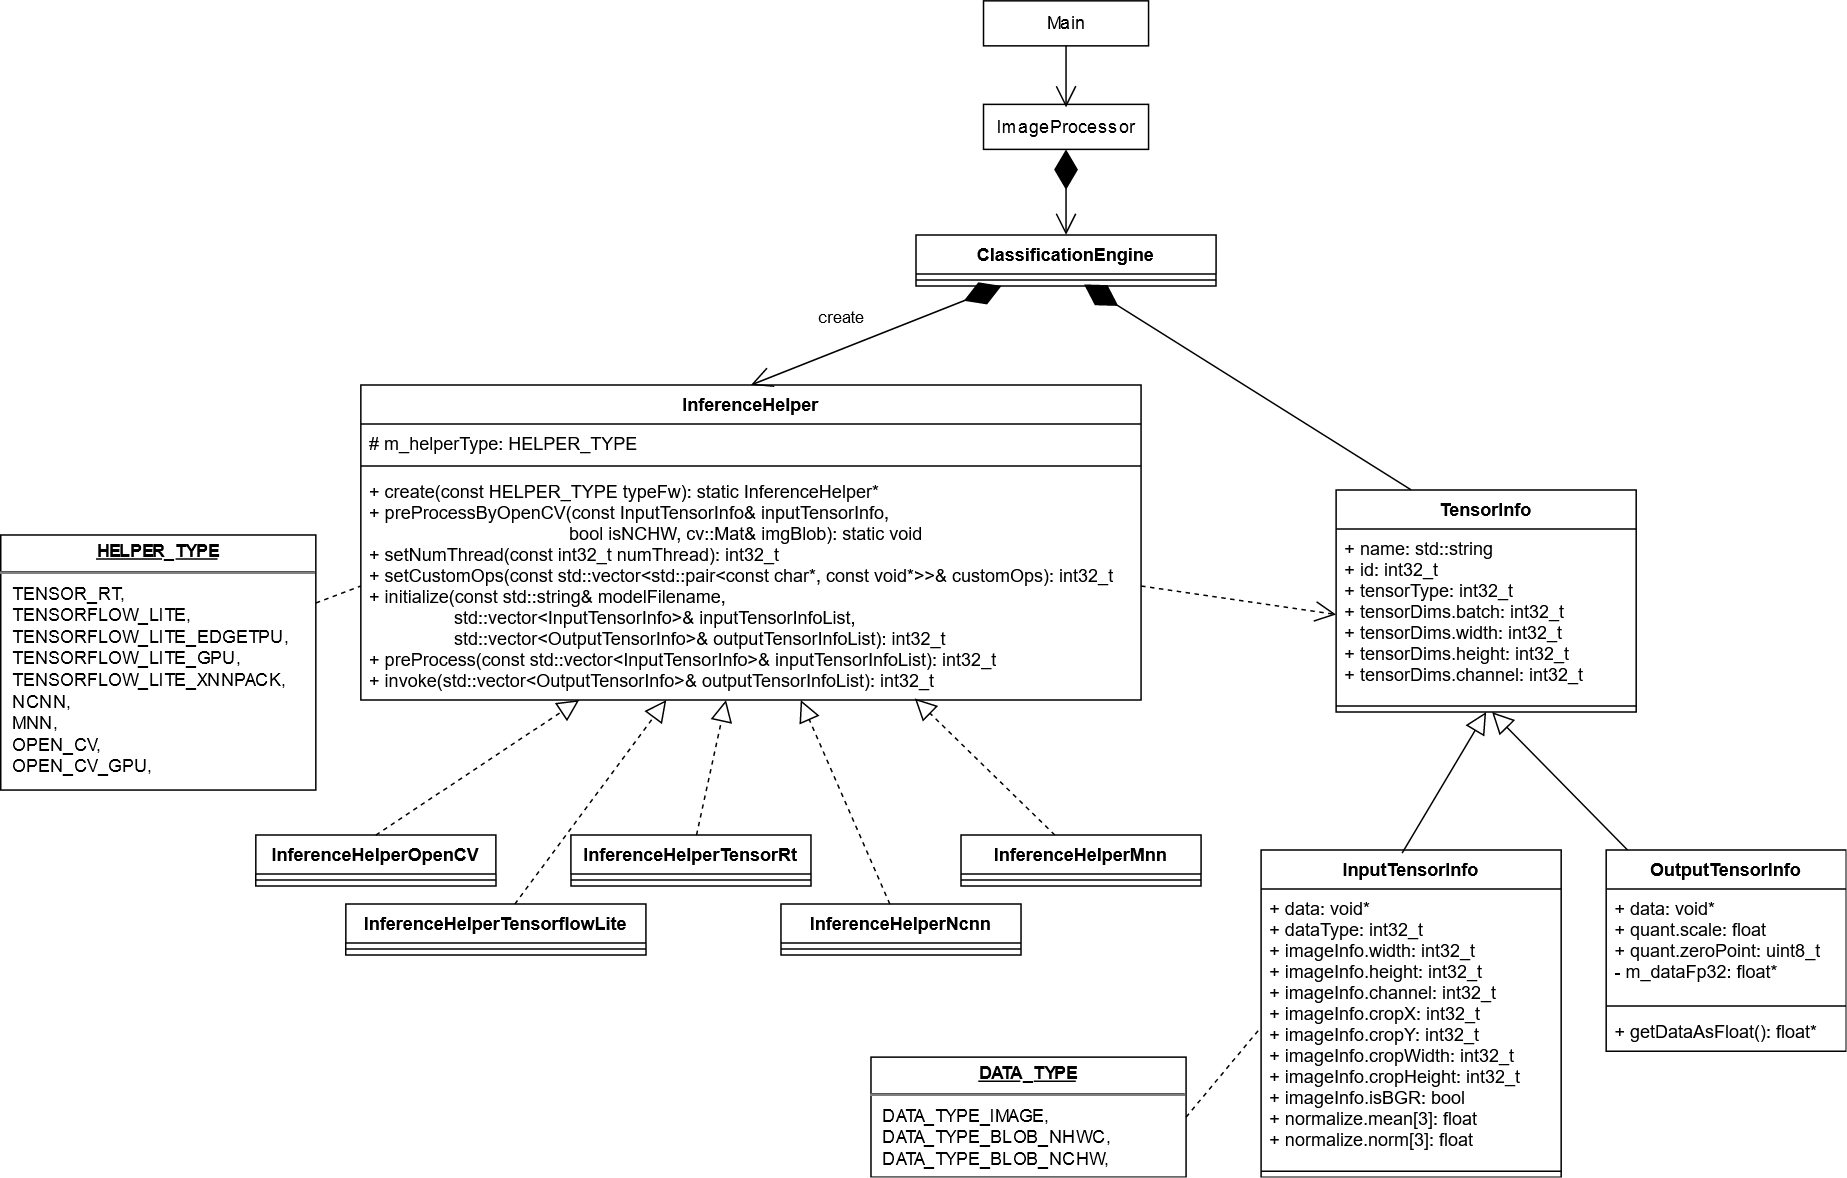 Main
ImageProcessor
ClassificationEngine
create
InferenceHelper
# m_helperType: HELPER_TYPE
+ create(const HELPER_TYPE typeFw): static InferenceHelper*
+ preProcessByOpenCV(const InputTensorInfo& inputTensorInfo,
bool isNCHW, cv::Mat& imgBlob): static void
+ setNumThread(const int32_t numThread): int32_t
+ setCustomOps(const std::vector<std::pair<const char*, const void*>>& customOps): int32_t
+ initialize(const std::string& modelFilename,
std::vector<InputTensorInfo>& inputTensorInfoList,
std::vector<OutputTensorInfo>& outputTensorInfoList): int32_t
+ preProcess(const std::vector<InputTensorInfo>& inputTensorInfoList): int32_t
+ invoke(std::vector<OutputTensorInfo>& outputTensorInfoList): int32_t
HELPER_TYPE
TENSOR_RT,
TENSORFLOW_LITE,
TENSORFLOW_LITE_EDGETPU,
TENSORFLOW_LITE_GPU,
TENSORFLOW_LITE_XNNPACK,
NCNN,
MNN,
OPEN_CV,
OPEN_CV_GPU,
TensorInfo
+ name: std::string
+ id: int32_t
+ tensorType: int32_t
+ tensorDims.batch: int32_t
+ tensorDims.width: int32_t
+ tensorDims.height: int32_t
+ tensorDims.channel: int32_t
InferenceHelperOpenCV
InferenceHelperTensorRt
InferenceHelperMnn
InferenceHelperTensorflowLite
InferenceHelperNcnn
InputTensorInfo
+ data: void*
+ dataType: int32_t
+ imageInfo.width: int32_t
+ imageInfo.height: int32_t
+ imageInfo.channel: int32_t
+ imageInfo.cropX: int32_t
+ imageInfo.cropY: int32_t
+ imageInfo.cropWidth: int32_t
+ imageInfo.cropHeight: int32_t
+ imageInfo.isBGR: bool
+ normalize.mean[3]: float
+ normalize.norm[3]: float
OutputTensorInfo
+ data: void*
+ quant.scale: float
+ quant.zeroPoint: uint8_t
- m_dataFp32: float*
+ getDataAsFloat(): float*
DATA_TYPE
DATA_TYPE_IMAGE,
DATA_TYPE_BLOB_NHWC,
DATA_TYPE_BLOB_NCHW,